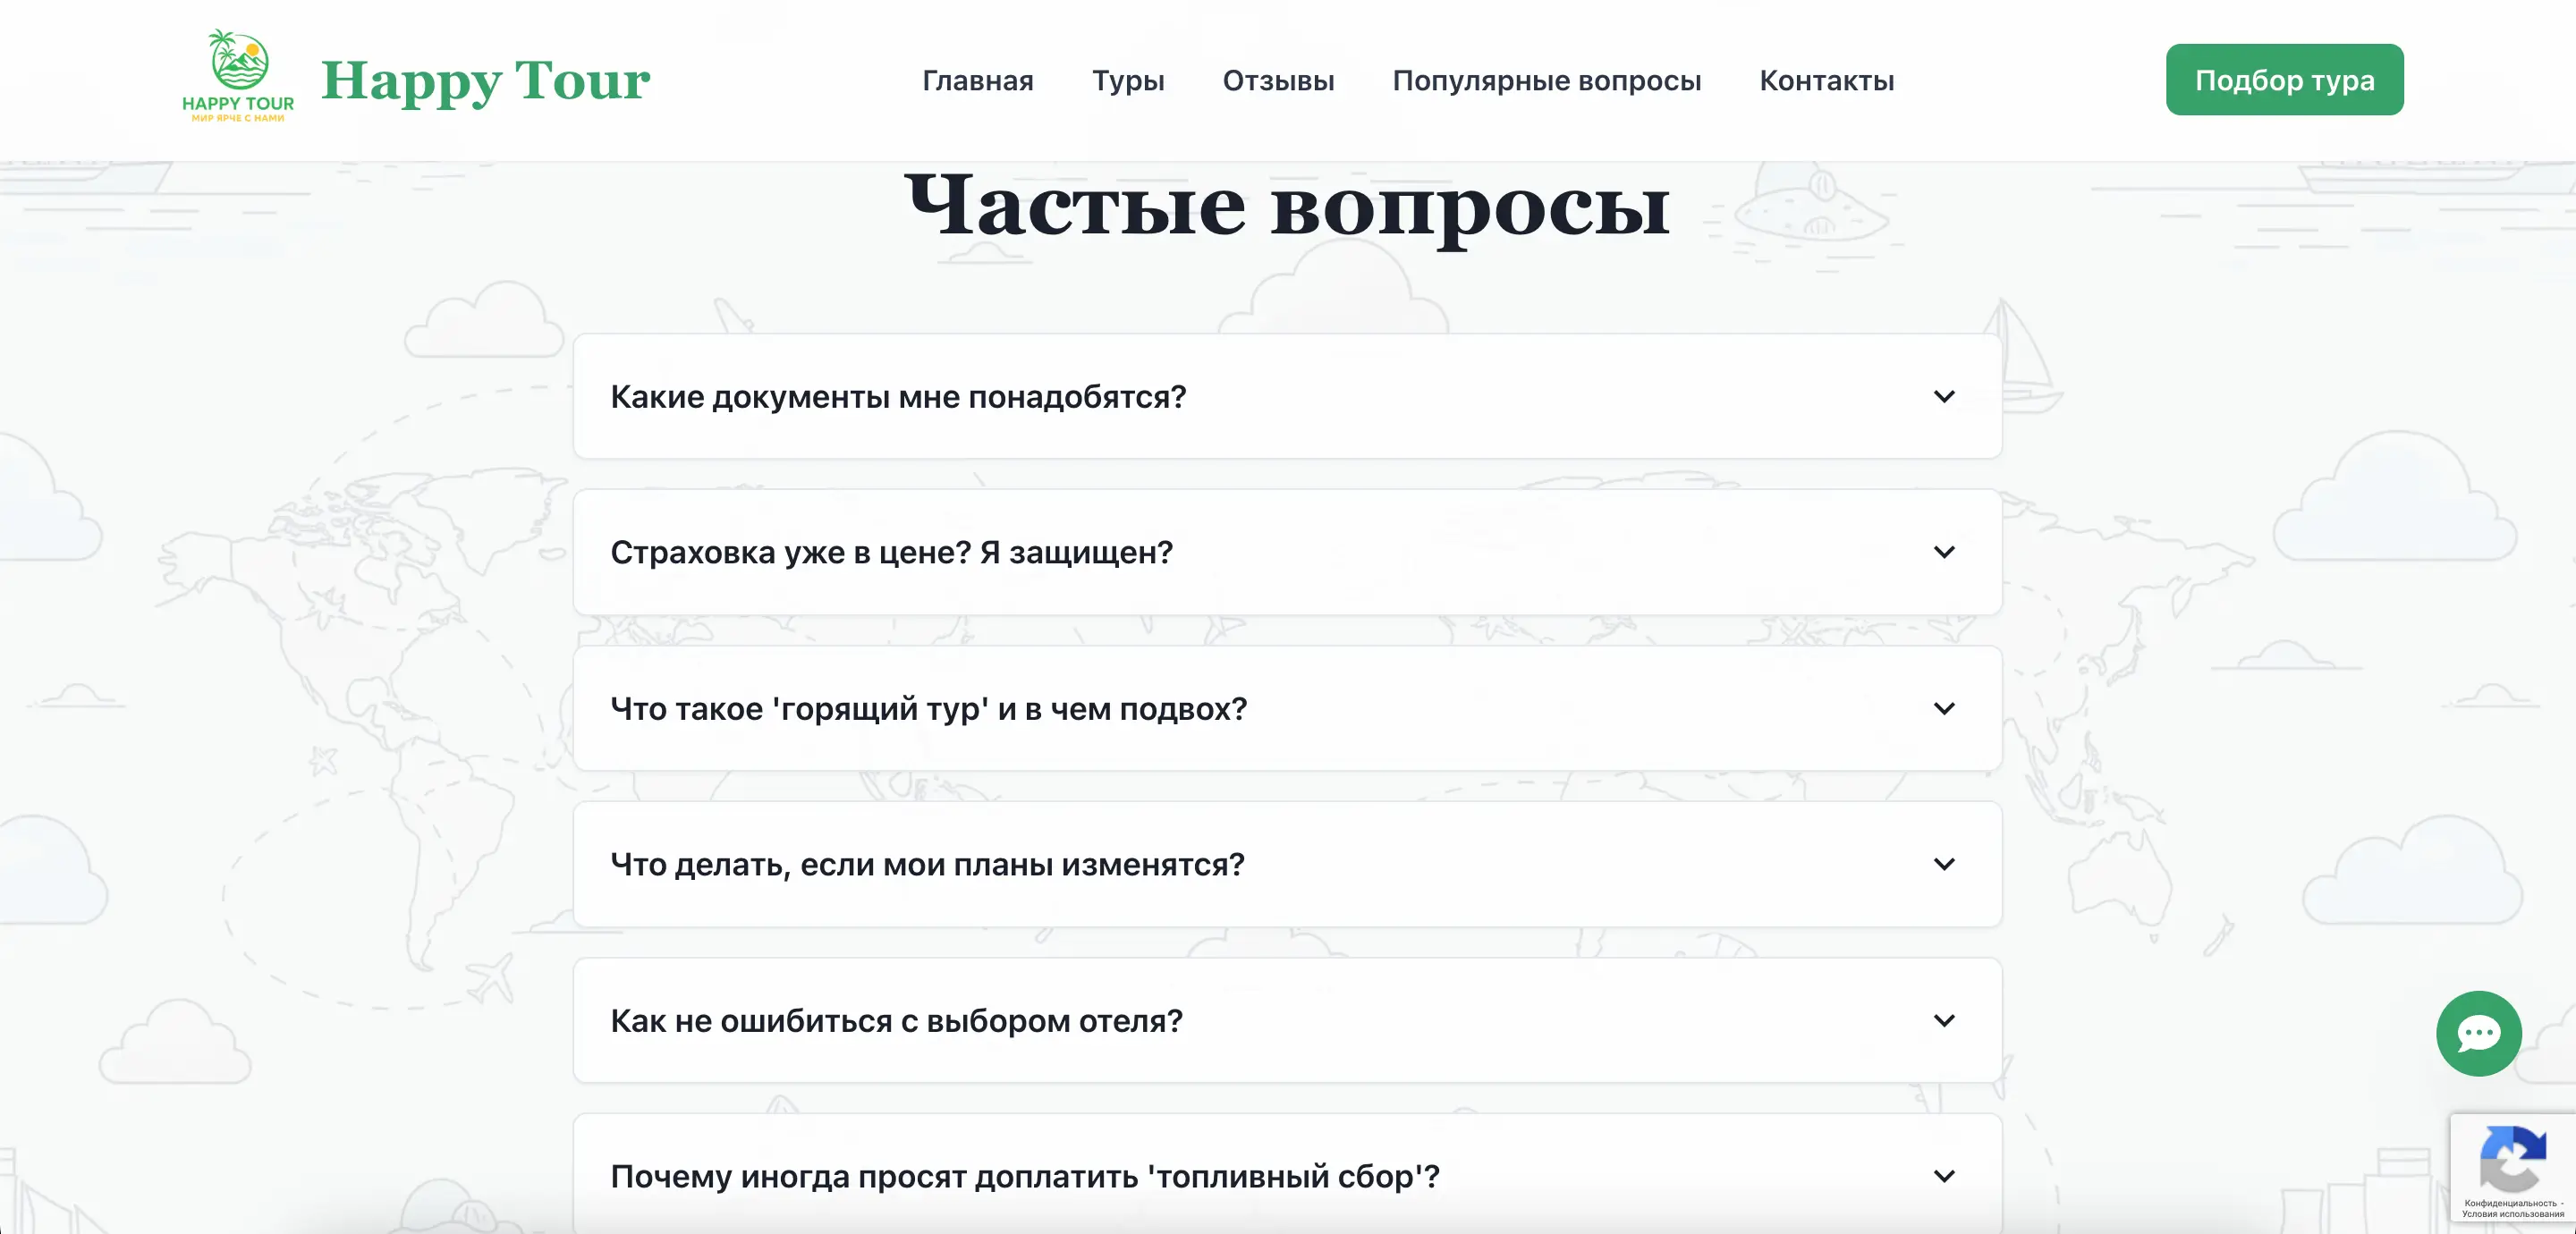 HAPPY TOUR
МИР ЯРЧЕ С НАМИ
Happy Tour
Главная
Туры
Отзывы
Популярные вопросы
Контакты
Подбор тура
Частые вопросы
Какие документы мне понадобятся?
Страховка уже в цене? Я защищен?
Что такое 'горящий тур' и в чем подвох?
Что делать, если мои планы изменятся?
Как не ошибиться с выбором отеля?
Почему иногда просят доплатить 'топливный сбор'?
Конфиденциальность -
Условия использования